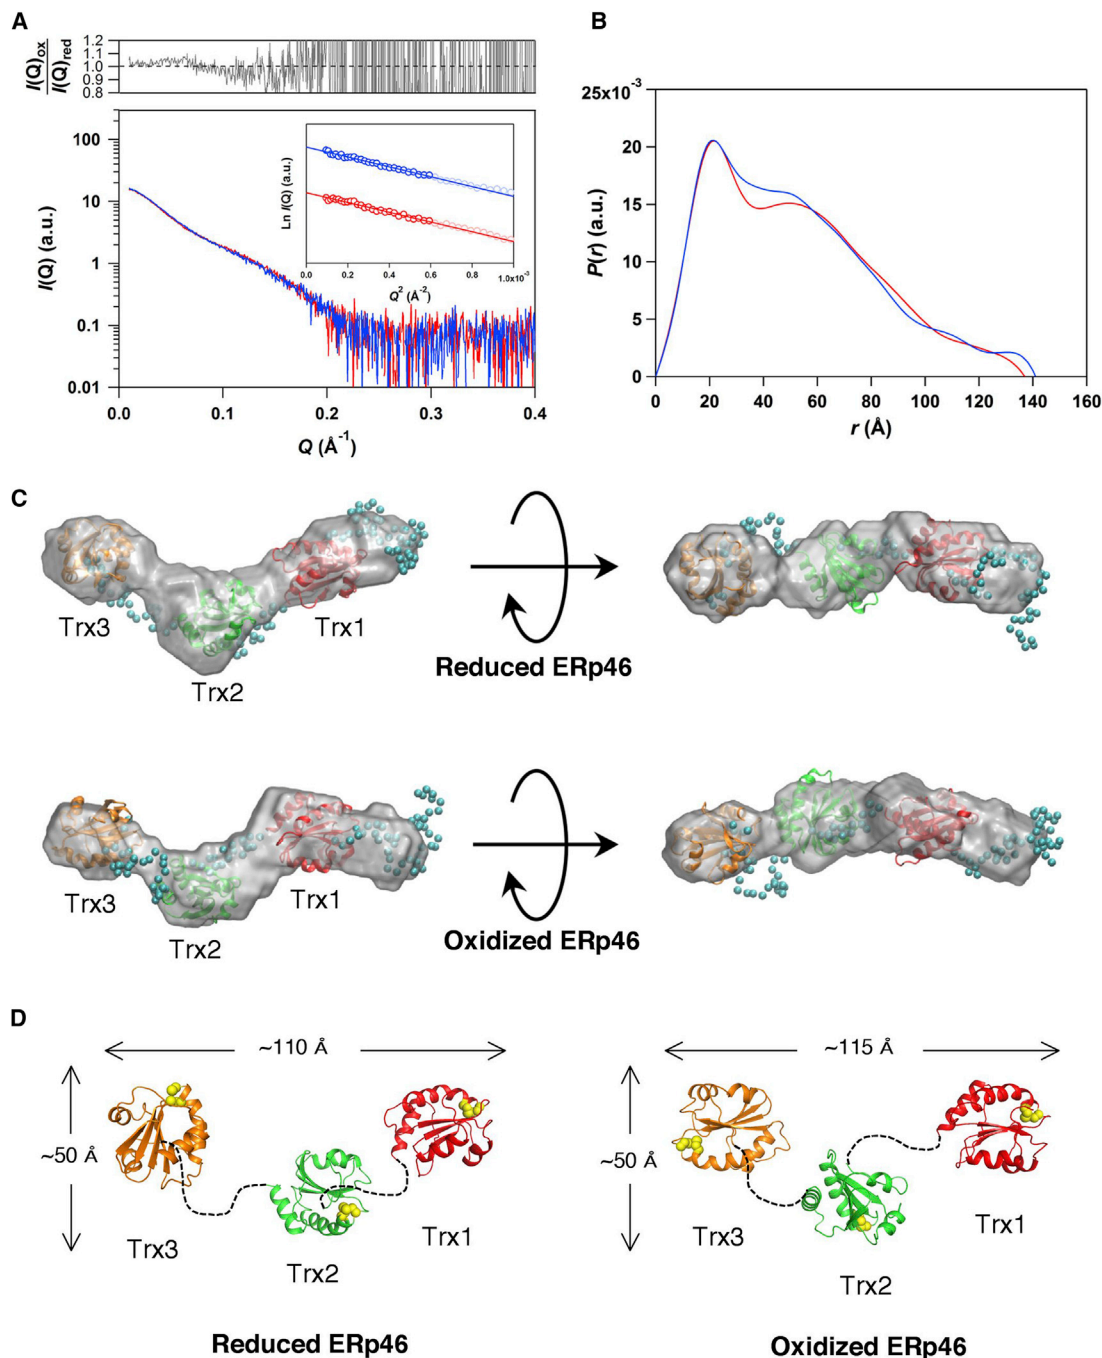 A
I(Q)ox
I(Q)red
1.2
1.1
1.0
0.9
0.8
100
10
1
0.1
0.01
I(Q) (a.u.)
0.0 0.1 0.2 0.3 0.4
Q (Å-1)
Ln I(Q) (a.u.)
0.0 0.2 0.4 0.6 0.8 1.0x10-3
Q2 (Å-2)
B
25x10-3
20
15
10
5
0
P(r) (a.u.)
0 20 40 60 80 100 120 140 160
r (Å)
C
Trx3
Trx2
Trx1
Reduced ERp46
Trx3
Trx2
Trx1
Oxidized ERp46
D
~110 Å
~50 Å
Trx3
Trx2
Trx1
Reduced ERp46
~115 Å
~50 Å
Trx3
Trx2
Trx1
Oxidized ERp46